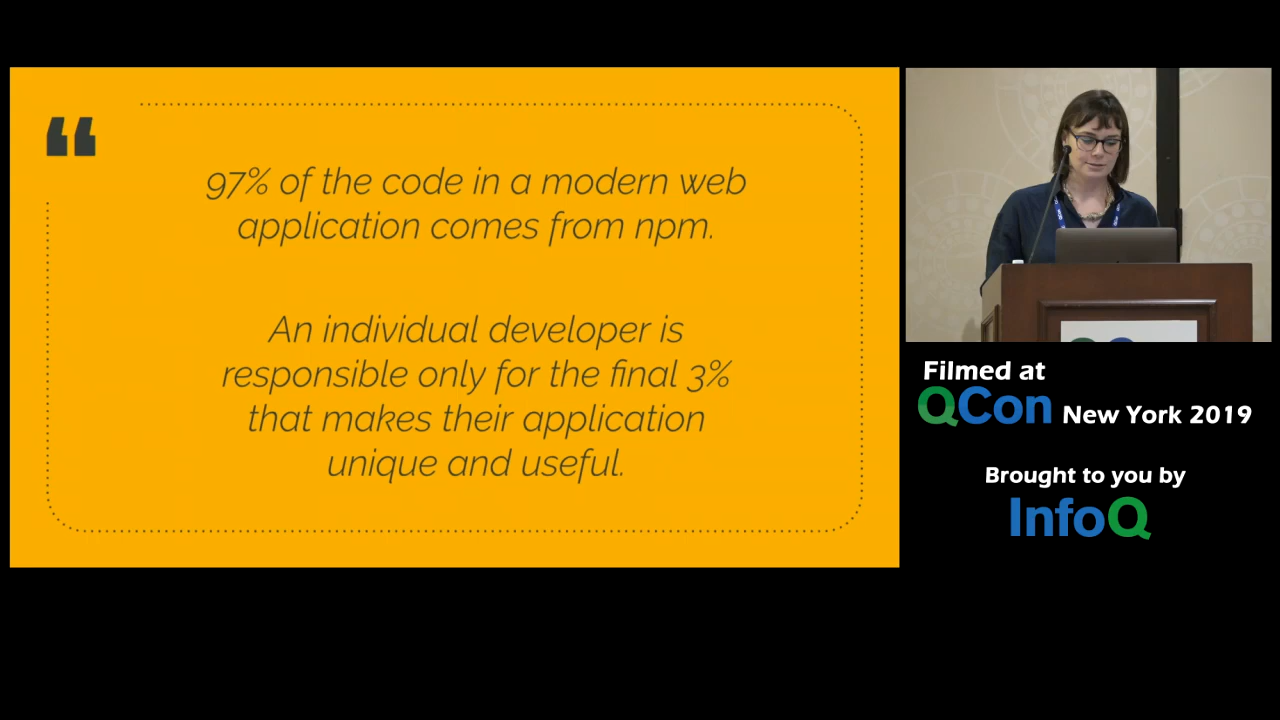 “
97% of the code in a modern web
application comes from npm.
An individual developer is
responsible only for the final 3%
that makes their application
unique and useful.
Filmed at
QCon New York 2019
Brought to you by
InfoQ